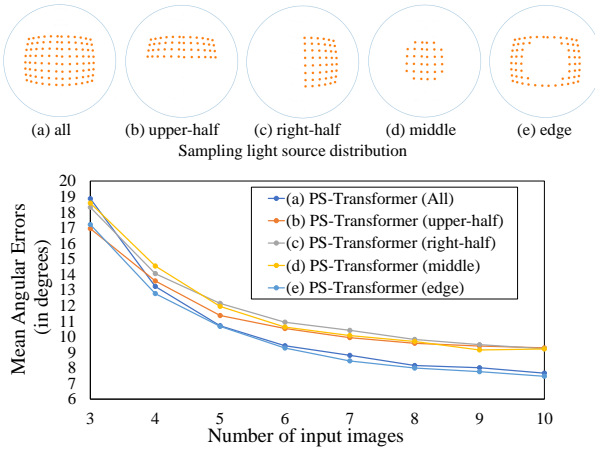 (a) all (b) upper-half (c) right-half (d) middle (e) edge
Sampling light source distribution
20
19
18
17
16
15
14
13
12
11
10
9
8
7
6
Mean Angular Errors
(in degrees)
(a) PS-Transformer (All)
(b) PS-Transformer (upper-half)
(c) PS-Transformer (right-half)
(d) PS-Transformer (middle)
(e) PS-Transformer (edge)
3 4 5 6 7 8 9 10
Number of input images